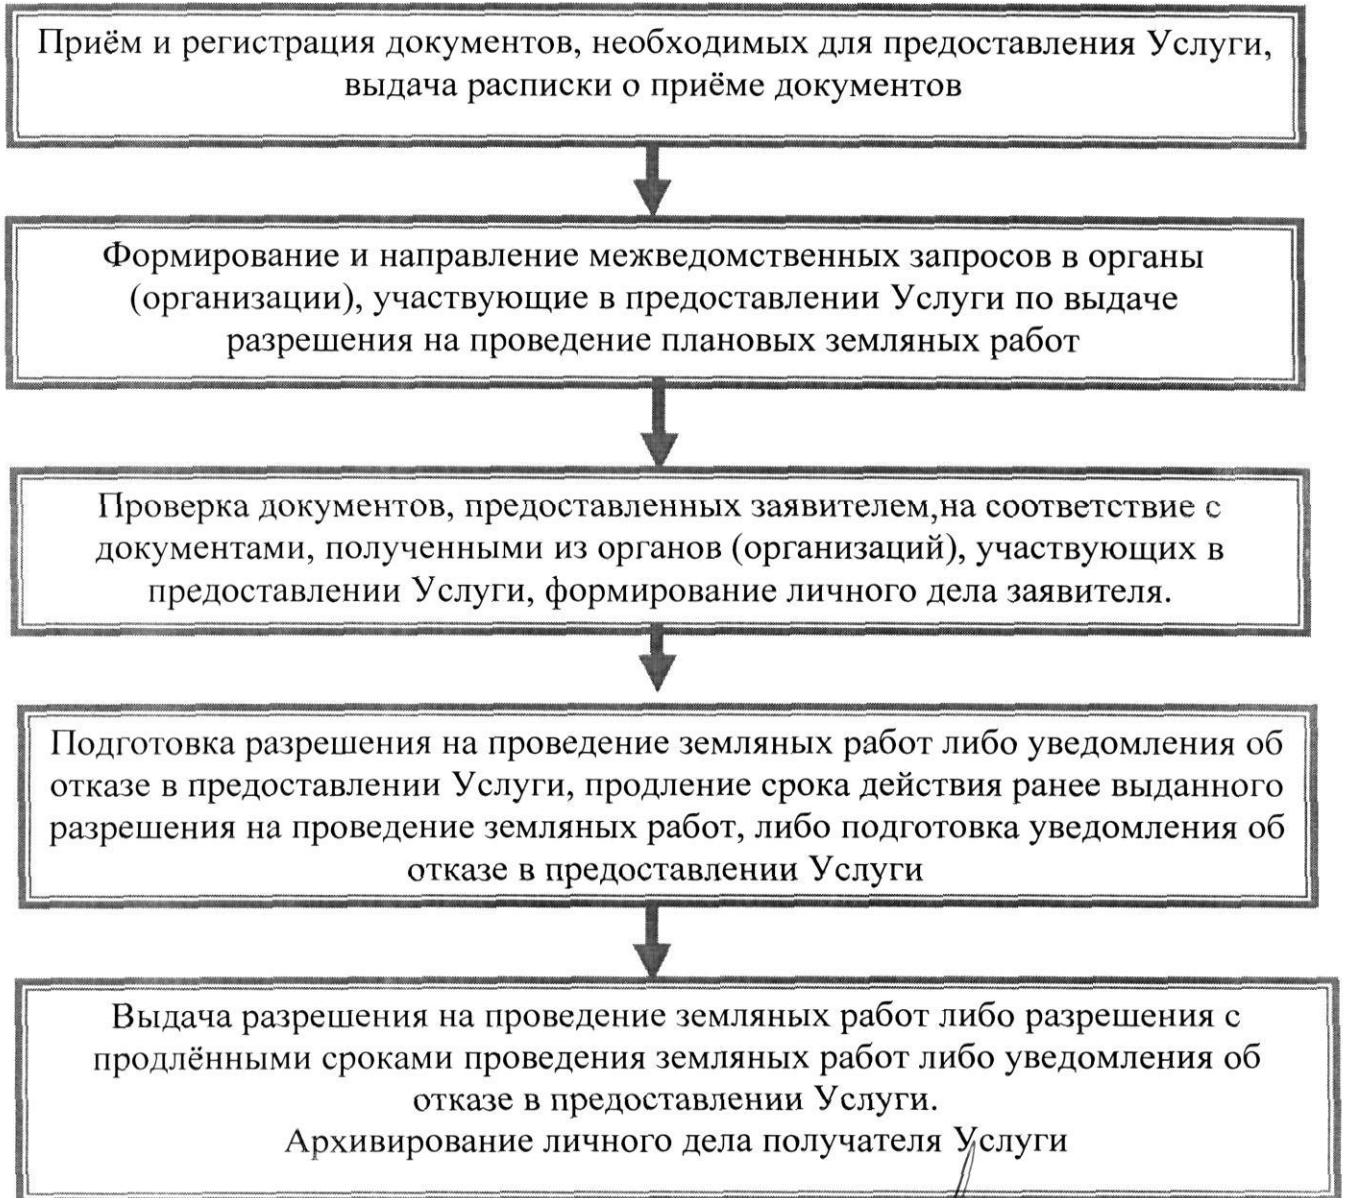 Приём и регистрация документов, необходимых для предоставления Услуги,
выдача расписки о приёме документов
Формирование и направление межведомственных запросов в органы
(организации), участвующие в предоставлении Услуги по выдаче
разрешения на проведение плановых земляных работ
Проверка документов, предоставленных заявителем,на соответствие с
документами, полученными из органов (организаций), участвующих в
предоставлении Услуги, формирование личного дела заявителя.
Подготовка разрешения на проведение земляных работ либо уведомления об
отказе в предоставлении Услуги, продление срока действия ранее выданного
разрешения на проведение земляных работ, либо подготовка уведомления об
отказе в предоставлении Услуги
Выдача разрешения на проведение земляных работ либо разрешения с
продлёнными сроками проведения земляных работ либо уведомления об
отказе в предоставлении Услуги.
Архивирование личного дела получателя Услуги